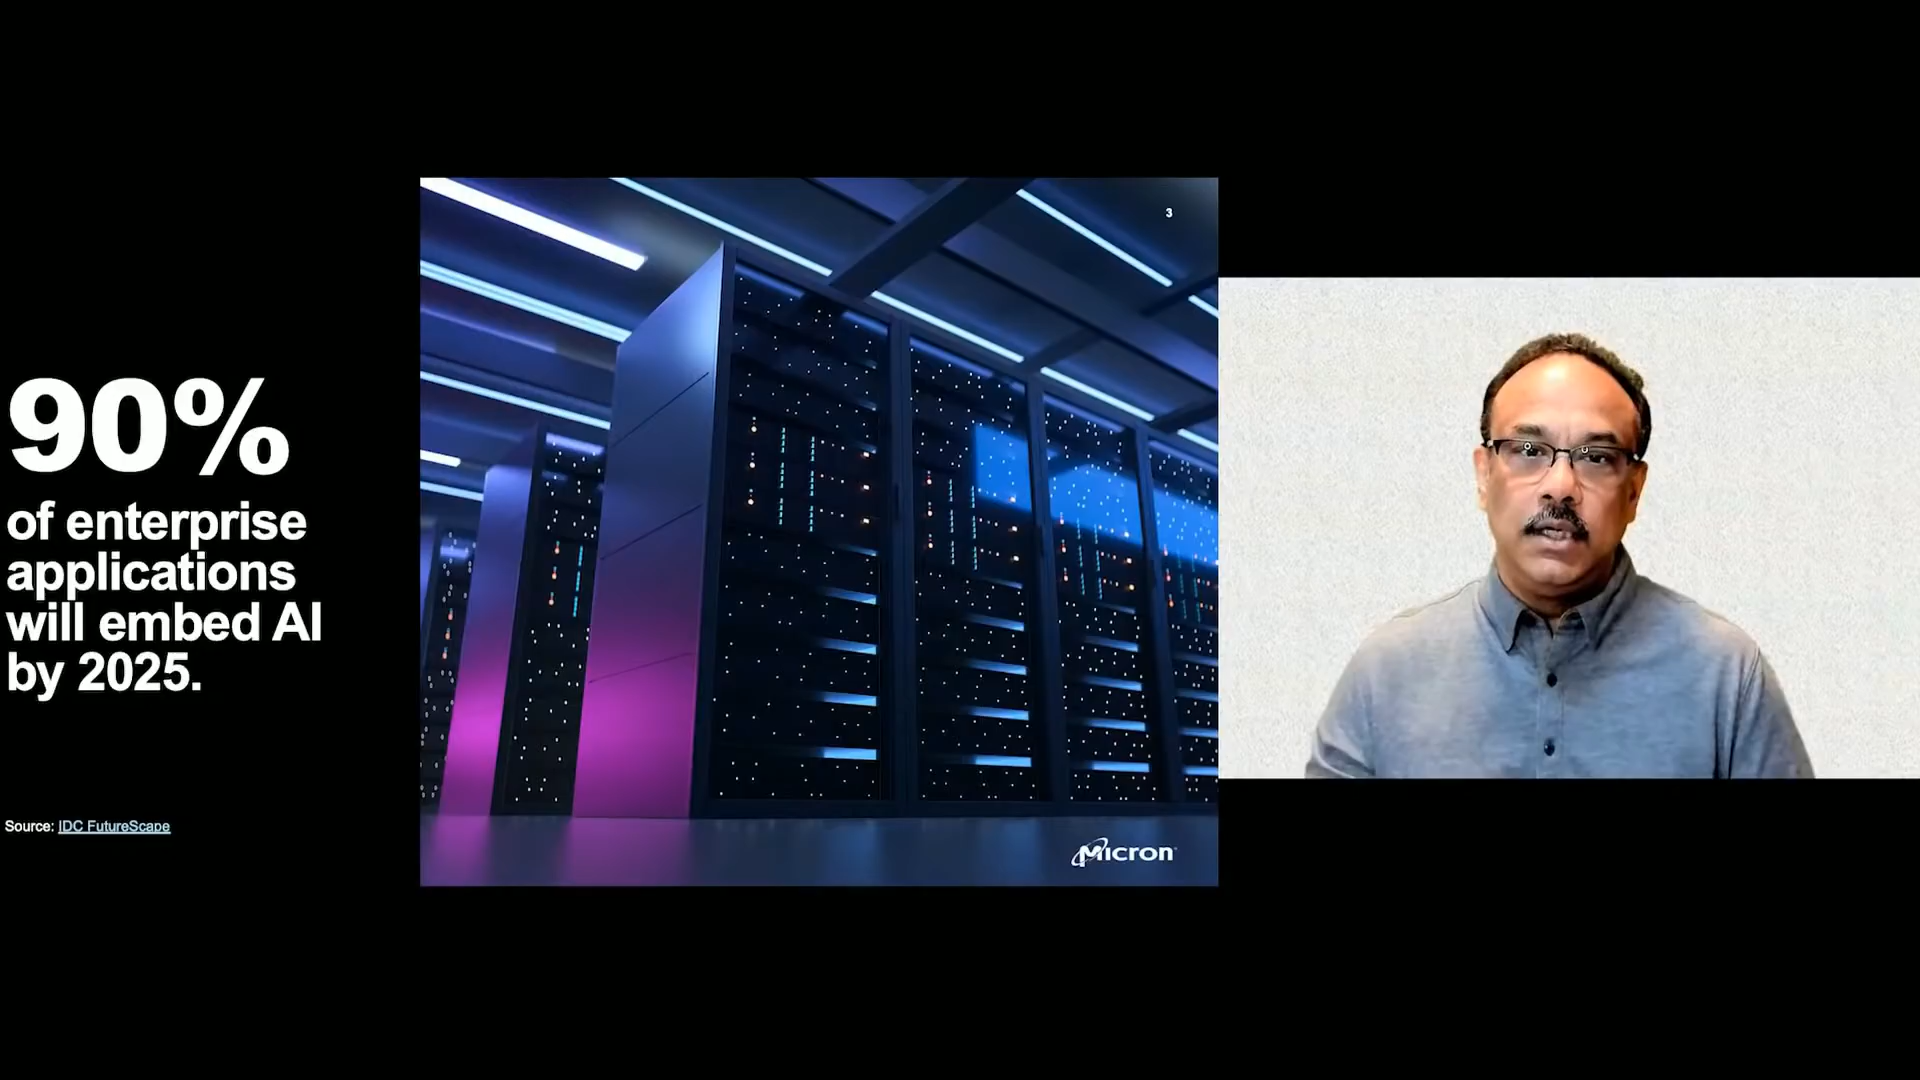 3
90%
of enterprise
applications
will embed AI
by 2025.
Source: IDC FutureScape
Micron